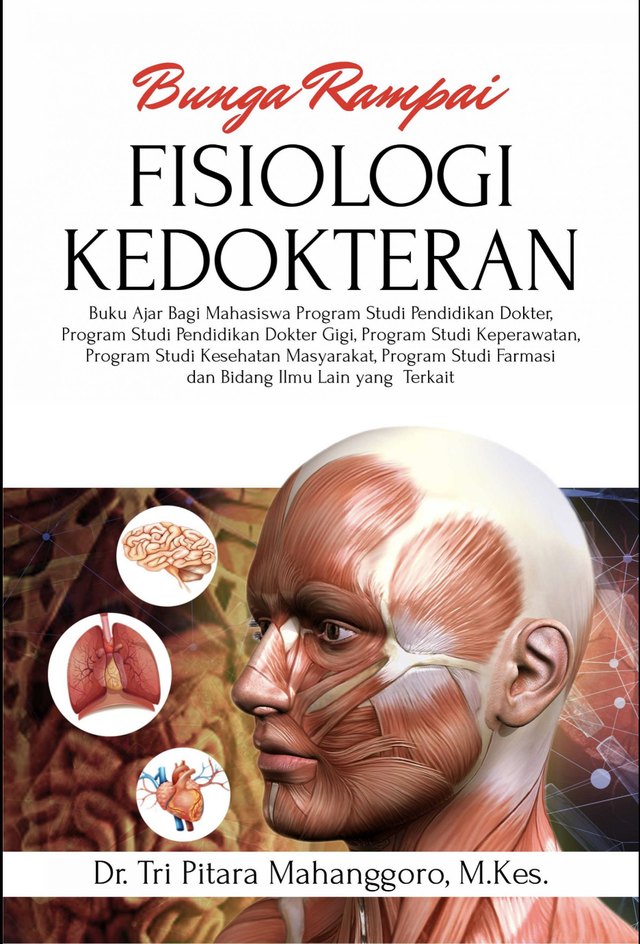 Bunga Rampai
FISIOLOGI
KEDOKTERAN
Buku Ajar Bagi Mahasiswa Program Studi Pendidikan Dokter,
Program Studi Pendidikan Dokter Gigi, Program Studi Keperawatan,
Program Studi Kesehatan Masyarakat, Program Studi Farmasi
dan Bidang Ilmu Lain yang Terkait
Dr. Tri Pitara Mahanggoro, M.Kes.